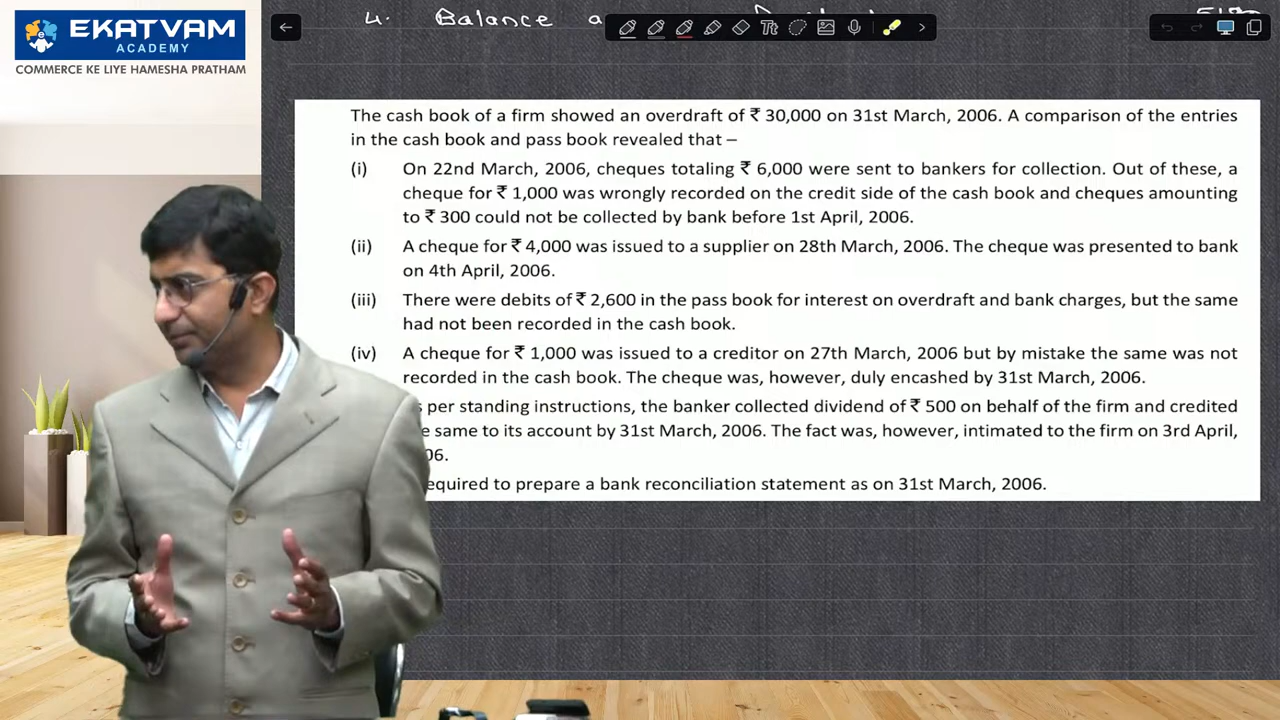 4. Balance a
EKATVAM
ACADEMY
COMMERCE KE LIYE HAMESHA PRATHAM
The cash book of a firm showed an overdraft of ₹ 30,000 on 31st March, 2006. A comparison of the entries
in the cash book and pass book revealed that –
(i) On 22nd March, 2006, cheques totaling ₹ 6,000 were sent to bankers for collection. Out of these, a
cheque for ₹ 1,000 was wrongly recorded on the credit side of the cash book and cheques amounting
to ₹ 300 could not be collected by bank before 1st April, 2006.
(ii) A cheque for ₹ 4,000 was issued to a supplier on 28th March, 2006. The cheque was presented to bank
on 4th April, 2006.
(iii) There were debits of ₹ 2,600 in the pass book for interest on overdraft and bank charges, but the same
had not been recorded in the cash book.
(iv) A cheque for ₹ 1,000 was issued to a creditor on 27th March, 2006 but by mistake the same was not
recorded in the cash book. The cheque was, however, duly encashed by 31st March, 2006.
per standing instructions, the banker collected dividend of ₹ 500 on behalf of the firm and credited
same to its account by 31st March, 2006. The fact was, however, intimated to the firm on 3rd April,
06.
equired to prepare a bank reconciliation statement as on 31st March, 2006.